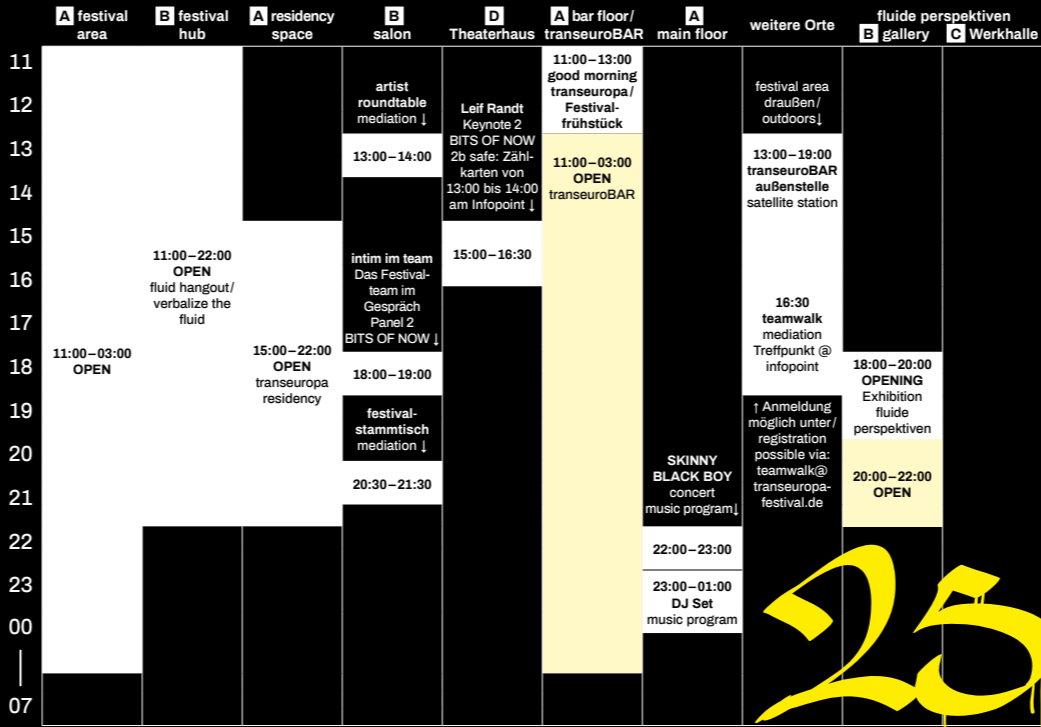 A festival
area
B festival
hub
A residency
space
B
salon
D
Theaterhaus
A bar floor/
transeuroBAR
A
main floor
weitere Orte
fluide perspektiven
B gallery
C Werkhalle
11
12
13
14
15
16
17
18
19
20
21
22
23
00
07
11:00–03:00
OPEN
11:00–22:00
OPEN
fluid hangout/
verbalize the
fluid
15:00–22:00
OPEN
transeuropa
residency
artist
roundtable
mediation ↓
13:00–14:00
intim im team
Das Festival-
team im
Gespräch
Panel 2
BITS OF NOW ↓
18:00–19:00
festival-
stammtisch
mediation ↓
20:30–21:30
Leif Randt
Keynote 2
BITS OF NOW
2b safe: Zähl-
karten von
13:00 bis 14:00
am Infopoint ↓
15:00–16:30
11:00–13:00
good morning
transeuropa/
Festival-
frühstück
11:00–03:00
OPEN
transeuroBAR
SKINNY
BLACK BOY
concert
music program↓
22:00–23:00
23:00–01:00
DJ Set
music program
festival area
draußen/
outdoors↓
13:00–19:00
transeuroBAR
außenstelle
satellite station
16:30
teamwalk
mediation
Treffpunkt @
infopoint
↑ Anmeldung
möglich unter/
registration
possible via:
teamwalk@
transeuropa-
festival.de
18:00–20:00
OPENING
Exhibition
fluide
perspektiven
20:00–22:00
OPEN
25